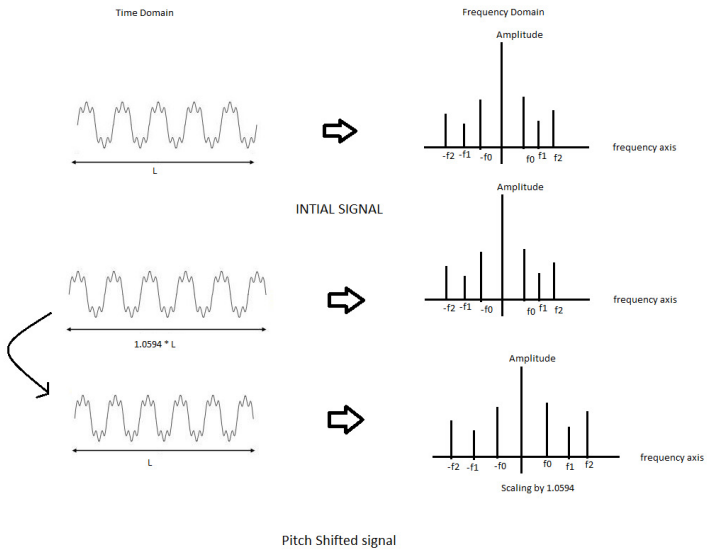 Time Domain
Frequency Domain
Amplitude
L
-f2 -f1 -f0 f0 f1 f2
frequency axis
INTIAL SIGNAL
Amplitude
1.0594 * L
-f2 -f1 -f0 f0 f1 f2
frequency axis
Amplitude
L
-f2 -f1 -f0 f0 f1 f2
frequency axis
Scaling by 1.0594
Pitch Shifted signal